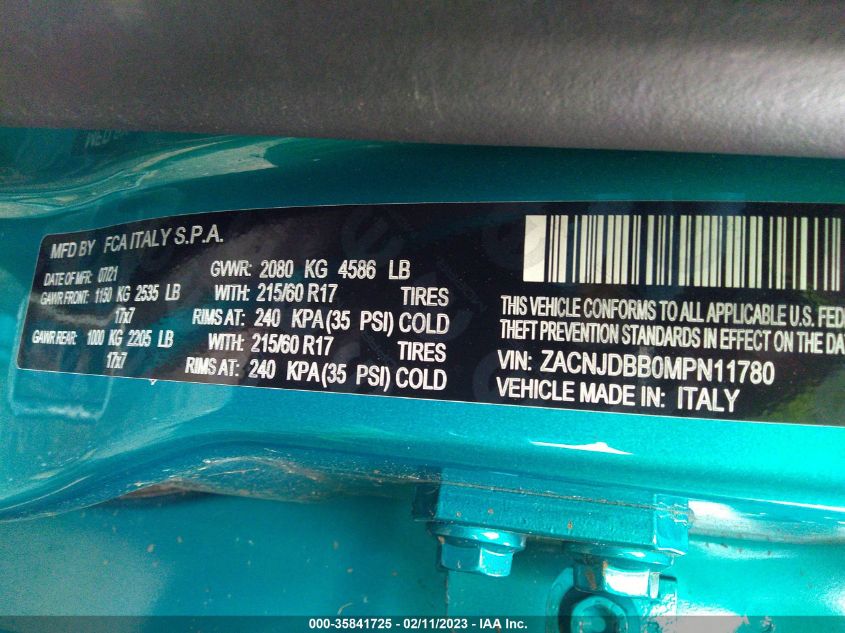 MFD BY FCA ITALY S.P.A.
DATE OF MFR: 07/21 GVWR: 2080 KG 4586 LB
GAWR FRONT: 1150 KG 2535 LB WITH: 215/60 R17 TIRES
17x7 RIMS AT: 240 KPA (35 PSI) COLD
GAWR REAR: 1000 KG 2205 LB WITH: 215/60 R17 TIRES
17x7 RIMS AT: 240 KPA (35 PSI) COLD
THIS VEHICLE CONFORMS TO ALL APPLICABLE U.S.
THEFT PREVENTION STANDARDS IN EFFECT ON THE
VIN: ZACNJDBB0MPN11780
VEHICLE MADE IN: ITALY
000-35841725 - 02/11/2023 - IAA Inc.